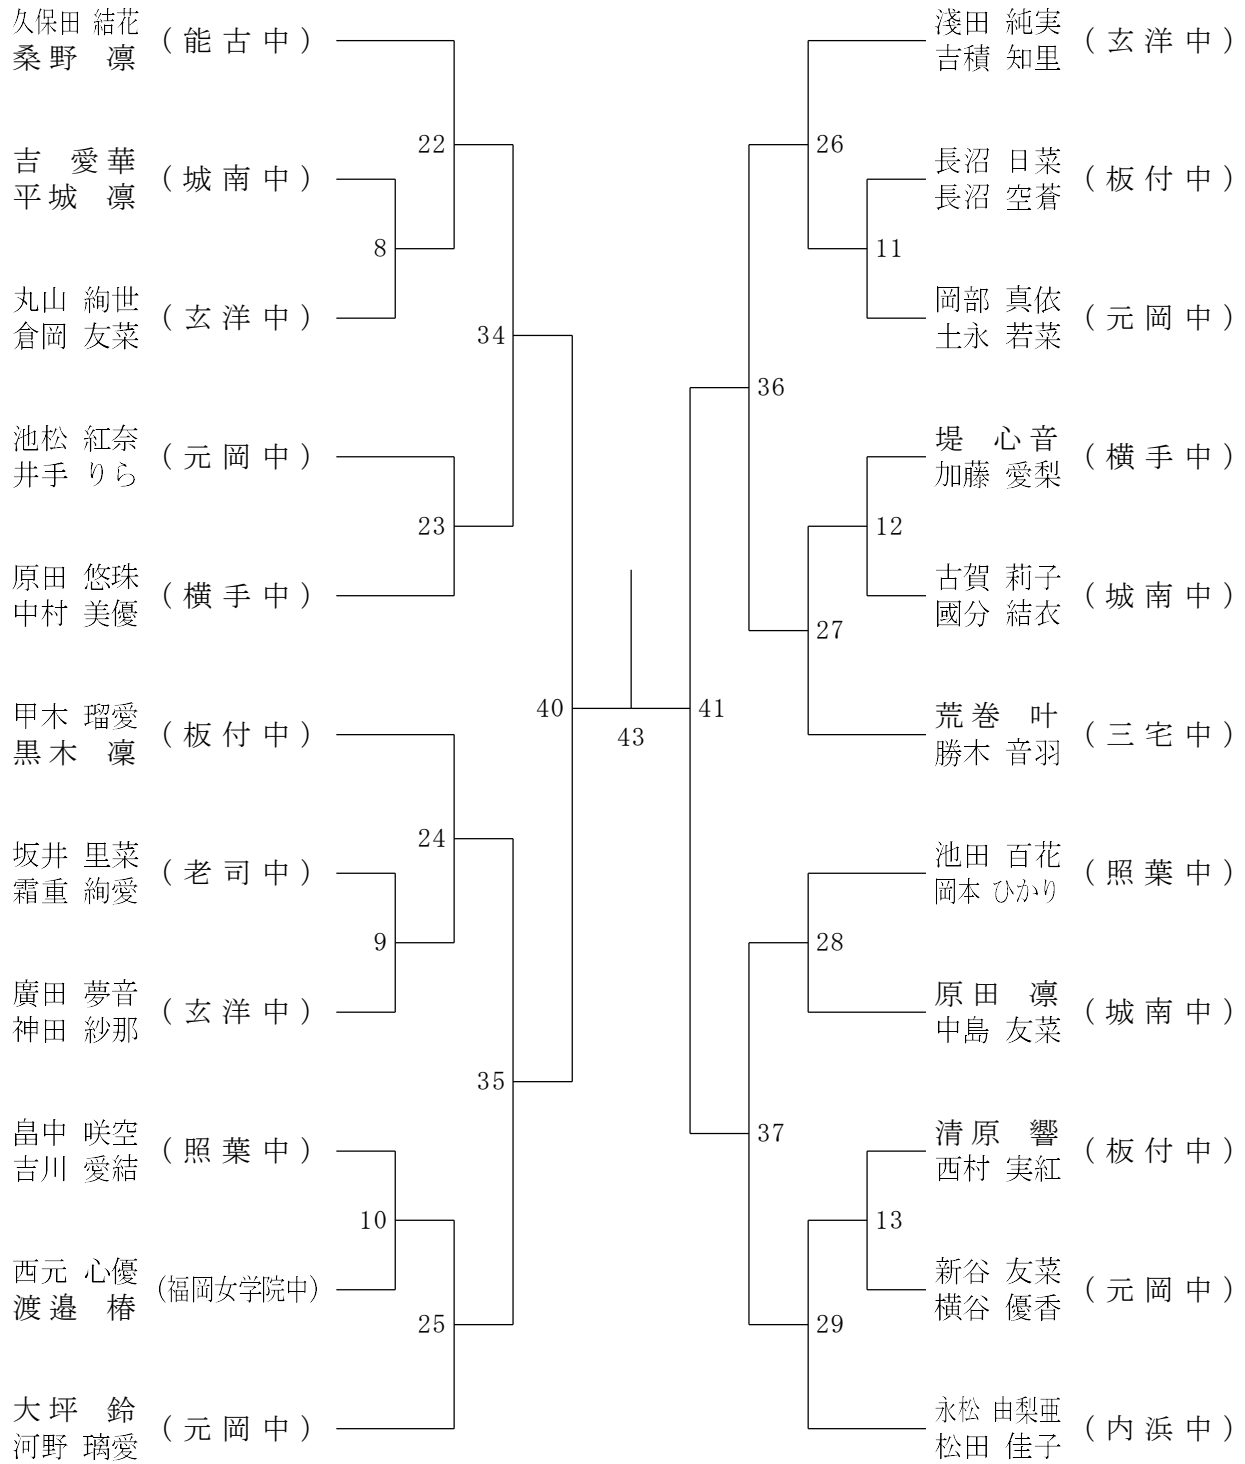 久保田 結花
桑野 凛
(能古中)
吉 愛華
平城 凛
(城南中)
丸山 絢世
倉岡 友菜
(玄洋中)
池松 紅奈
井手 りら
(元岡中)
原田 悠珠
中村 美優
(横手中)
甲木 瑠愛
黒木 凜
(板付中)
坂井 里菜
霜重 絢愛
(老司中)
廣田 夢音
神田 紗那
(玄洋中)
畠中 咲空
吉川 愛結
(照葉中)
西元 心優
渡邉 椿
(福岡女学院中)
大坪 鈴
河野 璃愛
(元岡中)
22
8
34
23
40
24
9
35
10
25
43
41
26
11
36
12
27
28
37
13
29
淺田 純実
吉積 知里
(玄洋中)
長沼 日菜
長沼 空蒼
(板付中)
岡部 真依
土永 若菜
(元岡中)
堤 心音
加藤 愛梨
(横手中)
古賀 莉子
國分 結衣
(城南中)
荒巻 叶
勝木 音羽
(三宅中)
池田 百花
岡本 ひかり
(照葉中)
原田 凛
中島 友菜
(城南中)
清原 響
西村 実紅
(板付中)
新谷 友菜
横谷 優香
(元岡中)
永松 由梨亜
松田 佳子
(内浜中)